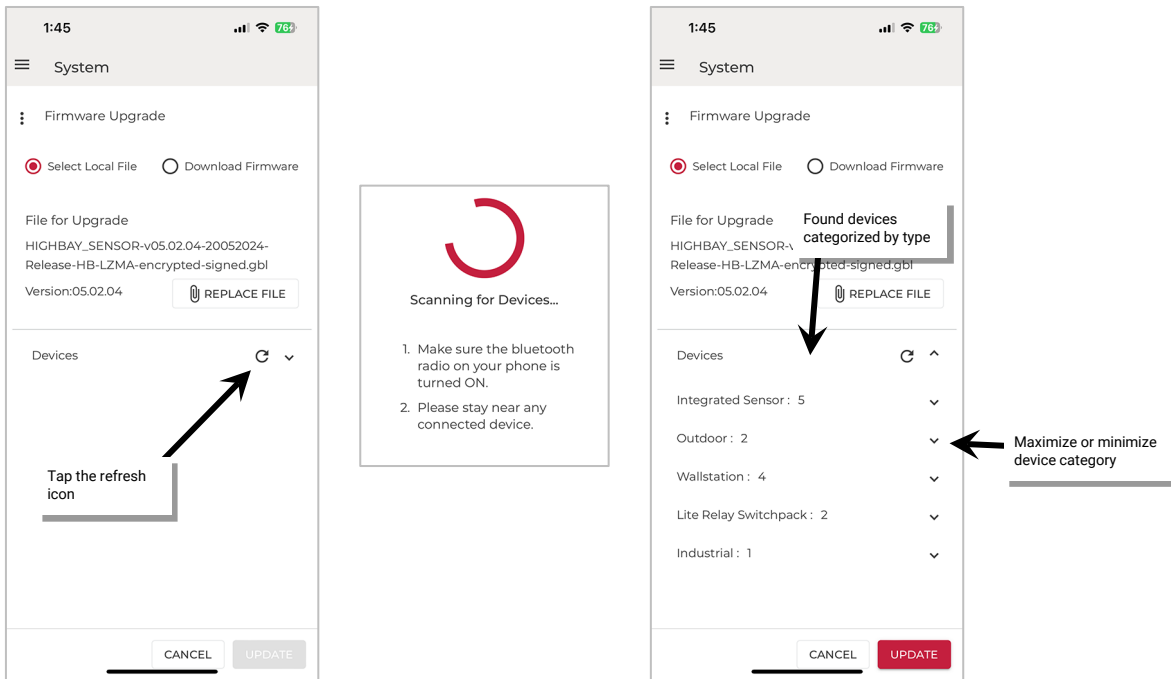 1:45
76
System
Firmware Upgrade
Select Local File
Download Firmware
File for Upgrade
HIGHBAY_SENSOR-v05.02.04-20052024-
Release-HB-LZMA-encrypted-signed.gbl
Version:05.02.04
REPLACE FILE
Devices
Tap the refresh
icon
CANCEL
UPDATE
Scanning for Devices...
1. Make sure the bluetooth
radio on your phone is
turned ON.
2. Please stay near any
connected device.
1:45
76
System
Firmware Upgrade
Select Local File
Download Firmware
File for Upgrade
HIGHBAY_SENSOR-
Release-HB-LZMA-encrypted-signed.gbl
Version:05.02.04
REPLACE FILE
Found devices
categorized by type
Devices
Integrated Sensor : 5
Outdoor : 2
Wallstation : 4
Lite Relay Switchpack : 2
Industrial : 1
Maximize or minimize
device category
CANCEL
UPDATE